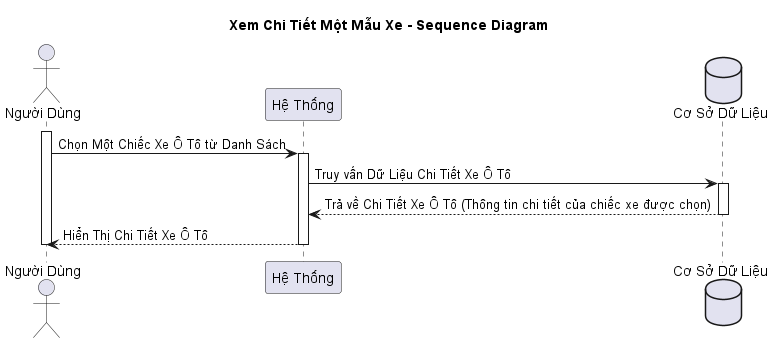 Xem Chi Tiết Một Mẫu Xe - Sequence Diagram
Người Dùng
Hệ Thống
Cơ Sở Dữ Liệu
Chọn Một Chiếc Xe Ô Tô từ Danh Sách
Truy vấn Dữ Liệu Chi Tiết Xe Ô Tô
Trả về Chi Tiết Xe Ô Tô (Thông tin chi tiết của chiếc xe được chọn)
Hiển Thị Chi Tiết Xe Ô Tô
Người Dùng
Hệ Thống
Cơ Sở Dữ Liệu